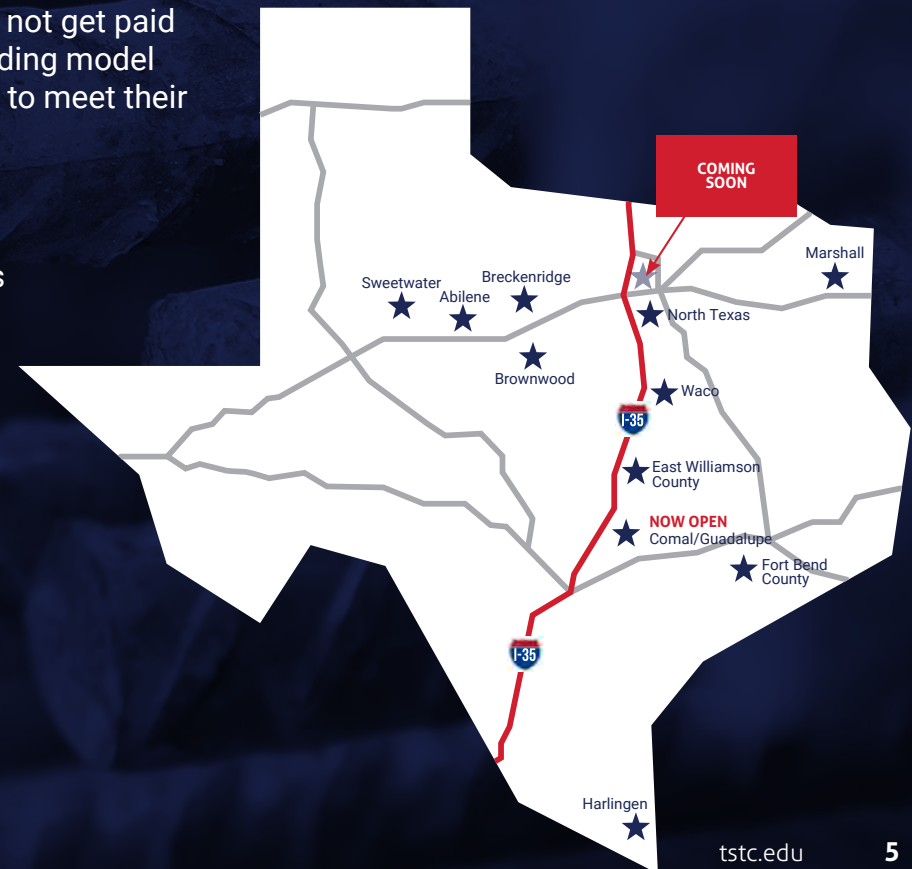 not get paid
ding model
to meet their
s
COMING
SOON
Marshall
Sweetwater
Breckenridge
Abilene
North Texas
Brownwood
Waco
I-35
East Williamson
County
NOW OPEN
Comal/Guadalupe
Fort Bend
County
I-35
Harlingen
tstc.edu 5